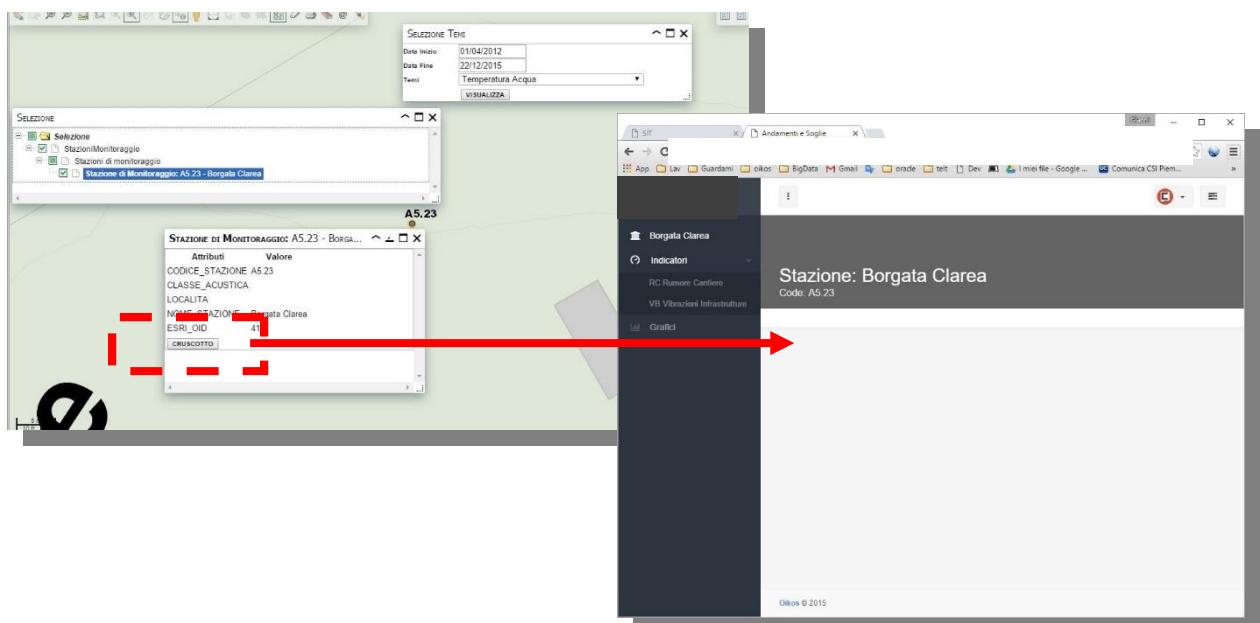 SELEZIONE TEMI
Data Inizio 01/04/2012
Data Fine 22/12/2015
Temi Temperatura Acqua
VISUALIZZA
SELEZIONE
Selezione
StazioniMonitoraggio
Stazioni di monitoraggio
Stazione di Monitoraggio: A5.23 - Borgata Clarea
A5.23
STAZIONE DI MONITORAGGIO: A5.23 - BORGA...
Attributi Valore
CODICE_STAZIONE A5.23
CLASSE_ACUSTICA
LOCALITA
NOME_STAZIONE Borgata Clarea
ESRI_OID 41
CRUSCOTTO
SIT Andamenti e Soglie
App Lav Guardami oikos BigData Gmail oracle telt Dev I miei file - Google ... Comunica CSI Piem...
Borgata Clarea
Indicatori
RC Rumore Cantiere
VB Vibrazioni Infrastrutture
Grafici
Stazione: Borgata Clarea
Code: A5.23
Oikos © 2015